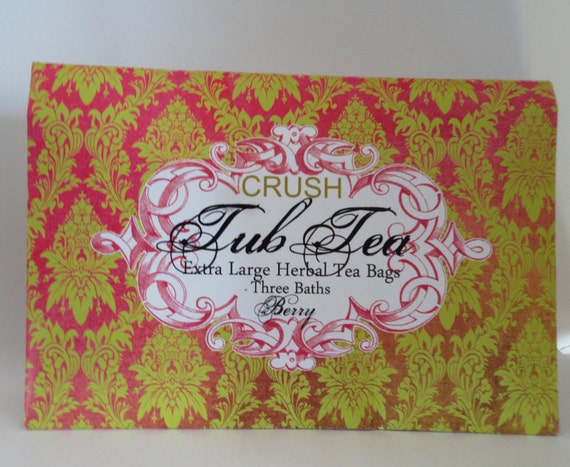 CRUSH
Tub Tea
Extra Large Herbal Tea Bags
Three Baths
Berry